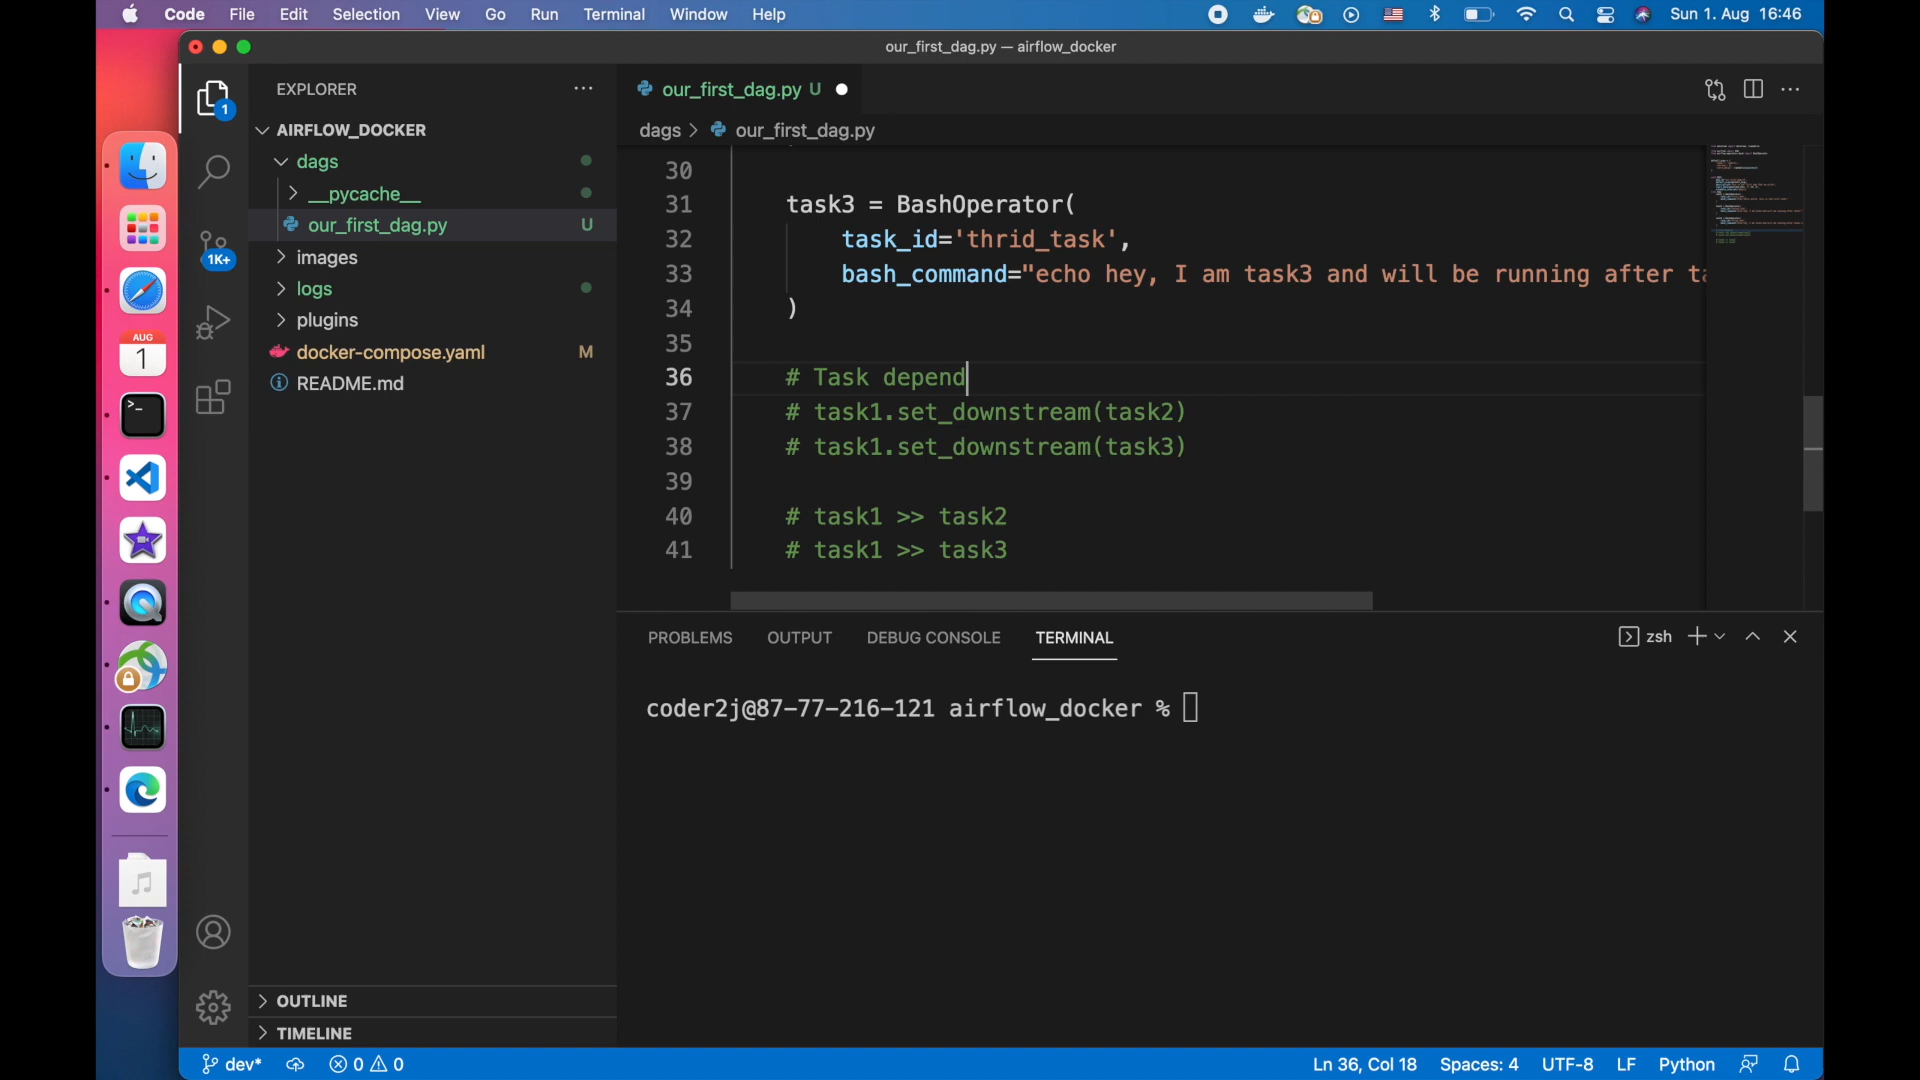 Code File Edit Selection View Go Run Terminal Window Help Sun 1. Aug 16:46
our_first_dag.py — airflow_docker
EXPLORER
our_first_dag.py U
1
AIRFLOW_DOCKER
dags > our_first_dag.py
dags
__pycache__
our_first_dag.py U
images
logs
plugins
docker-compose.yaml M
README.md
1K+
AUG
1
30
31 task3 = BashOperator(
32 task_id='thrid_task',
33 bash_command="echo hey, I am task3 and will be running after
34 )
35
36 # Task depend
37 # task1.set_downstream(task2)
38 # task1.set_downstream(task3)
39
40 # task1 >> task2
41 # task1 >> task3
PROBLEMS OUTPUT DEBUG CONSOLE TERMINAL zsh
coder2j@87-77-216-121 airflow_docker %
OUTLINE
TIMELINE
dev* 0 0 Ln 36, Col 18 Spaces: 4 UTF-8 LF Python